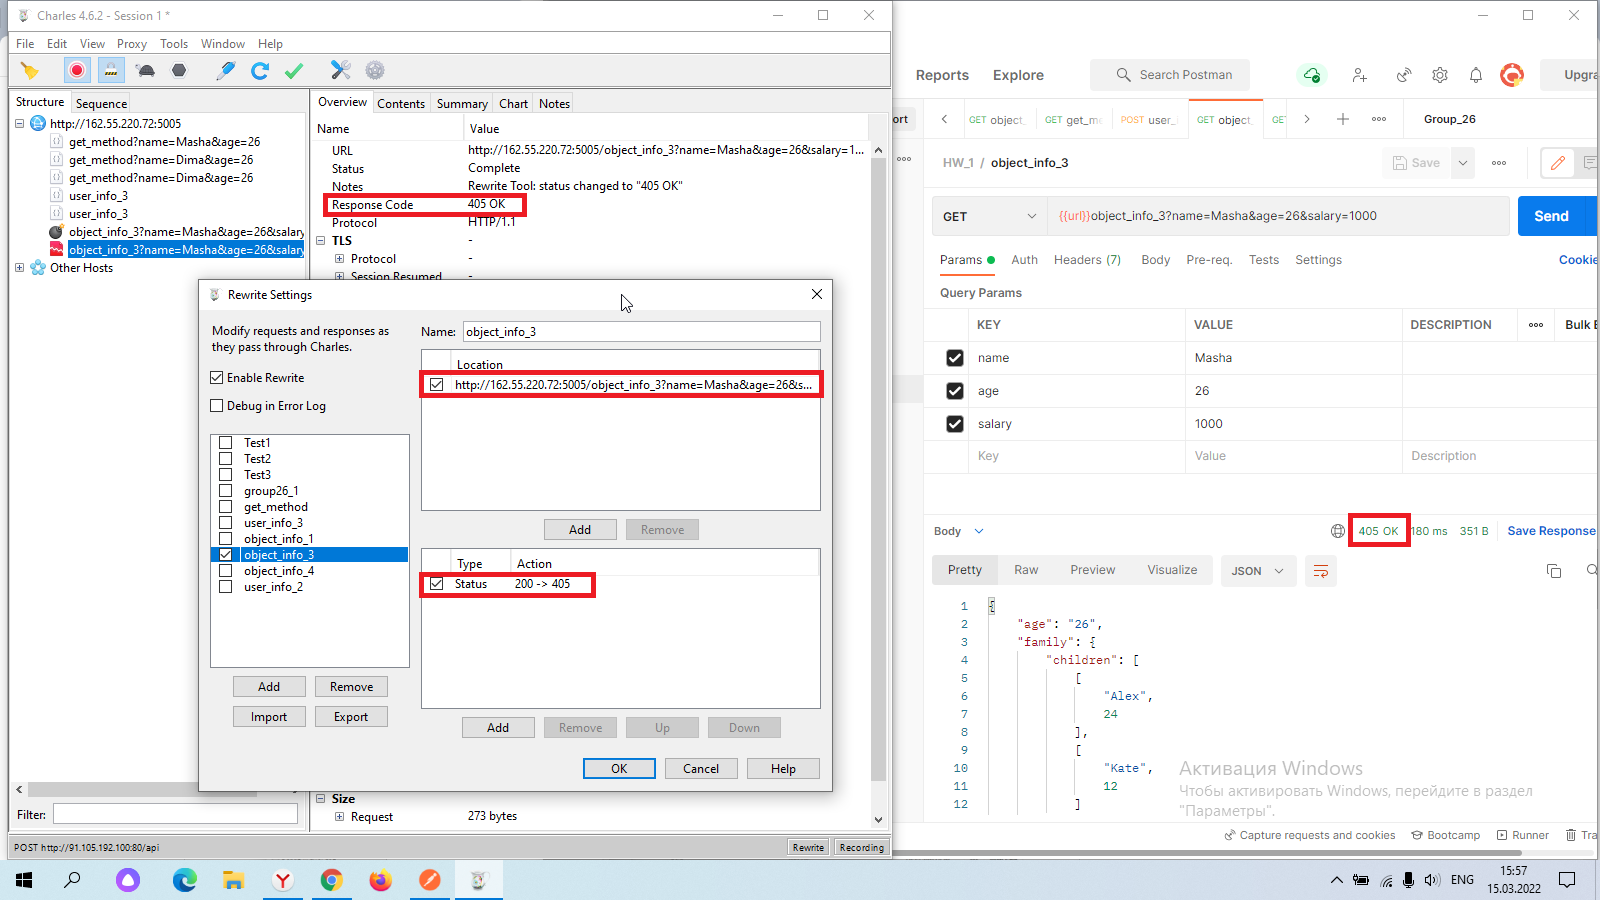 Charles 4.6.2 - Session 1 *
File Edit View Proxy Tools Window Help
Structure Sequence
http://162.55.220.72:5005
get_method?name=Masha&age=26
get_method?name=Dima&age=26
get_method?name=Dima&age=26
user_info_3
user_info_3
object_info_3?name=Masha&age=26&salary
object_info_3?name=Masha&age=26&salary
Other Hosts
Filter:
Overview Contents Summary Chart Notes
Name Value
URL http://162.55.220.72:5005/object_info_3?name=Masha&age=26&salary=1...
Status Complete
Notes Rewrite Tool: status changed to "405 OK"
Response Code 405 OK
Protocol HTTP/1.1
TLS -
Protocol -
Session Resumed -
Size
Request 273 bytes
Rewrite Settings
Modify requests and responses as
they pass through Charles.
Enable Rewrite
Debug in Error Log
Test1
Test2
Test3
group26_1
get_method
user_info_3
object_info_1
object_info_3
object_info_4
user_info_2
Add Remove
Import Export
Name: object_info_3
Location
http://162.55.220.72:5005/object_info_3?name=Masha&age=26&s...
Add Remove
Type Action
Status 200 -> 405
Add Remove Up Down
OK Cancel Help
POST http://91.105.192.100:80/api
Rewrite Recording
Reports Explore
Search Postman
Upgra
ort
GET object_
GET get_m
POST user_
GET object_
GE
Group_26
HW_1 / object_info_3
Save
GET {{url}}object_info_3?name=Masha&age=26&salary=1000
Send
Params Auth Headers (7) Body Pre-req. Tests Settings Cookie
Query Params
KEY VALUE DESCRIPTION Bulk E
name Masha
age 26
salary 1000
Key Value Description
Body 405 OK 180 ms 351 B Save Response
Pretty Raw Preview Visualize JSON
1 {
2 "age": "26",
3 "family": {
4 "children": [
5 [
6 "Alex",
7 24
8 ],
9 [
10 "Kate",
11 12
12 ]
Активация Windows
Чтобы активировать Windows, перейдите в раздел
"Параметры".
Capture requests and cookies Bootcamp Runner Tra
ENG
15:57
15.03.2022